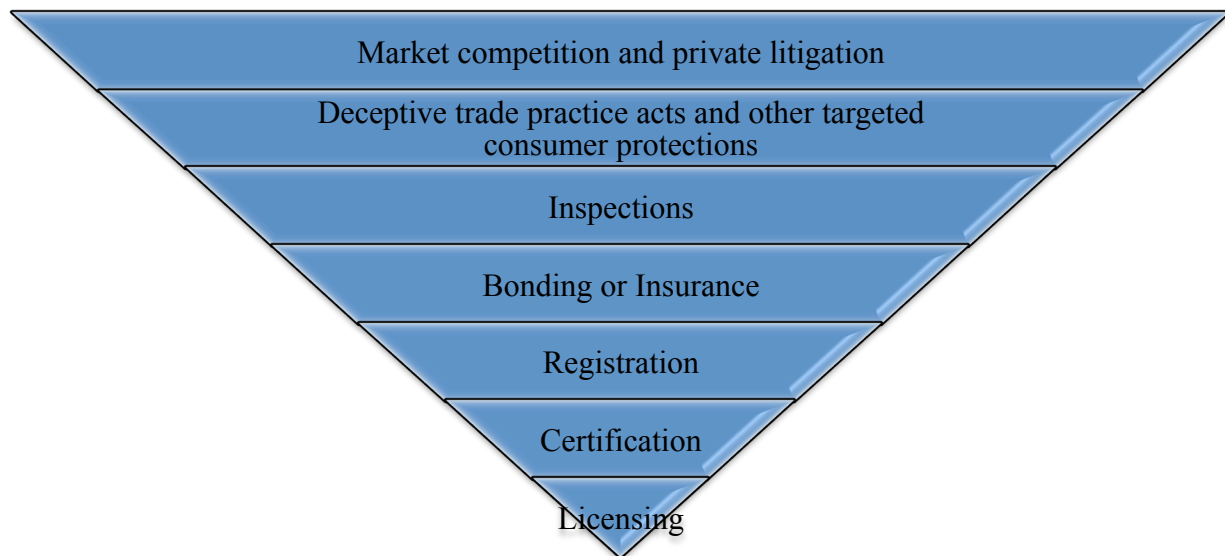 Market competition and private litigation
Deceptive trade practice acts and other targeted
consumer protections
Inspections
Bonding or Insurance
Registration
Certification
Licensing